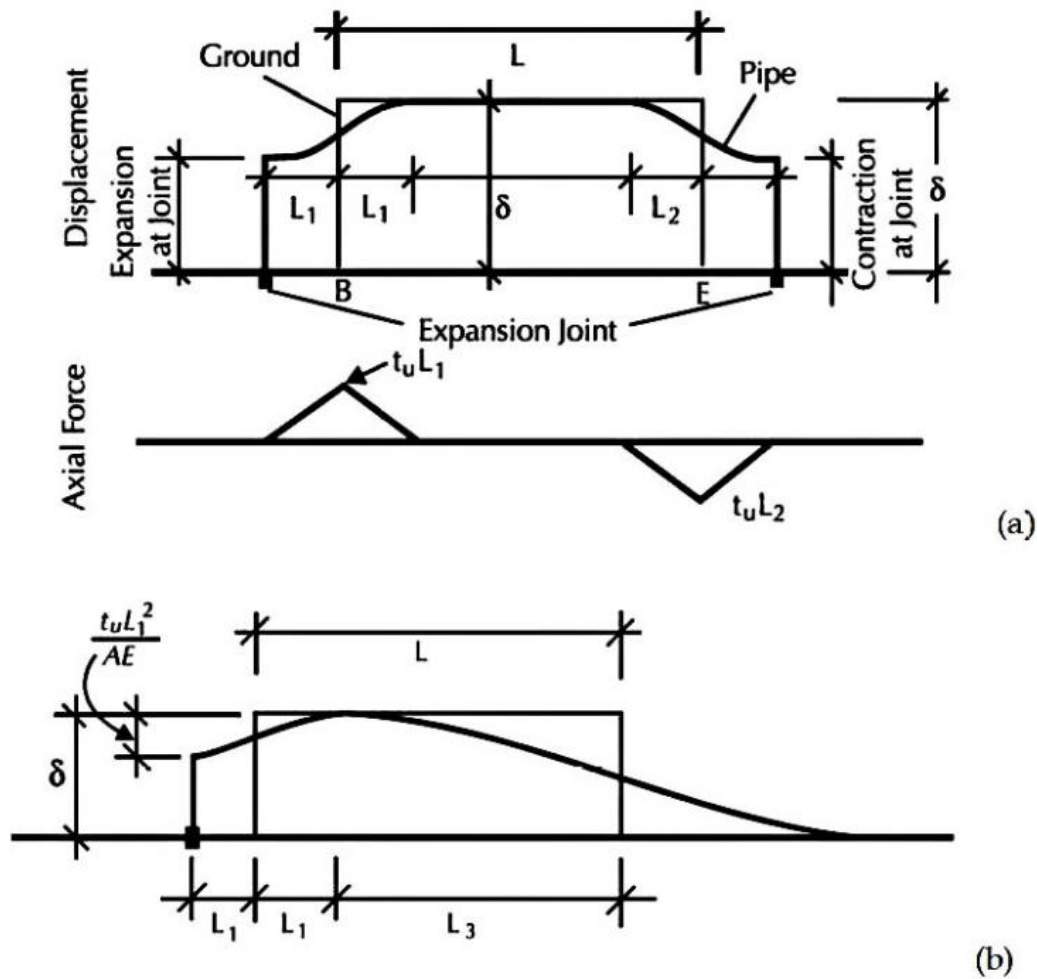 L
Ground
Pipe
Displacement
Expansion
at Joint
L₁
L₁
δ
L₂
Contraction
at Joint
δ
B
E
Expansion Joint
tᵤL₁
Axial Force
tᵤL₂
(a)
tᵤL₁²
AE
L
δ
L₁
L₁
L₃
(b)